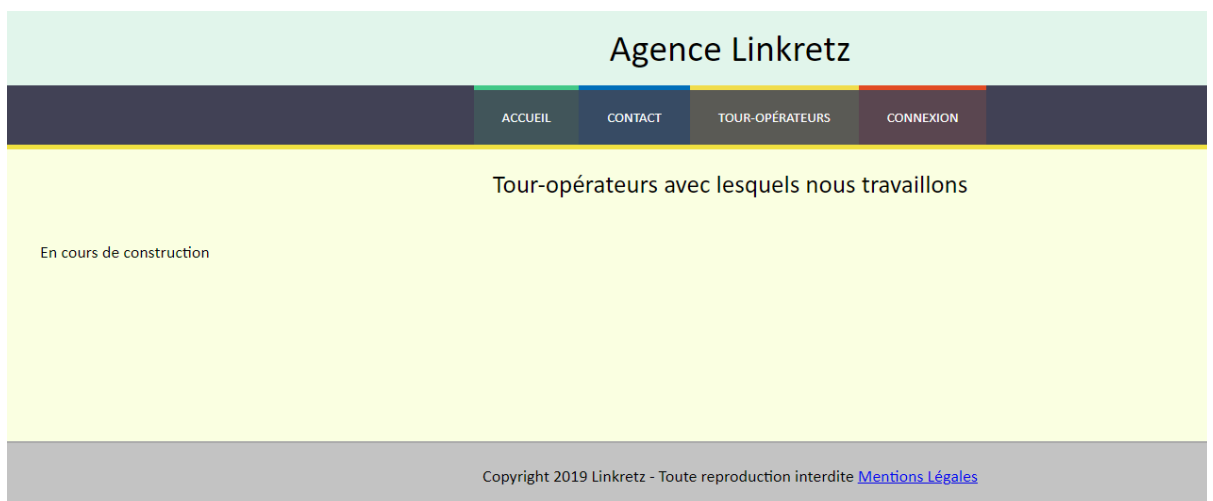 Agence Linkretz
ACCUEIL CONTACT TOUR-OPÉRATEURS CONNEXION
Tour-opérateurs avec lesquels nous travaillons
En cours de construction
Copyright 2019 Linkretz - Toute reproduction interdite Mentions Légales